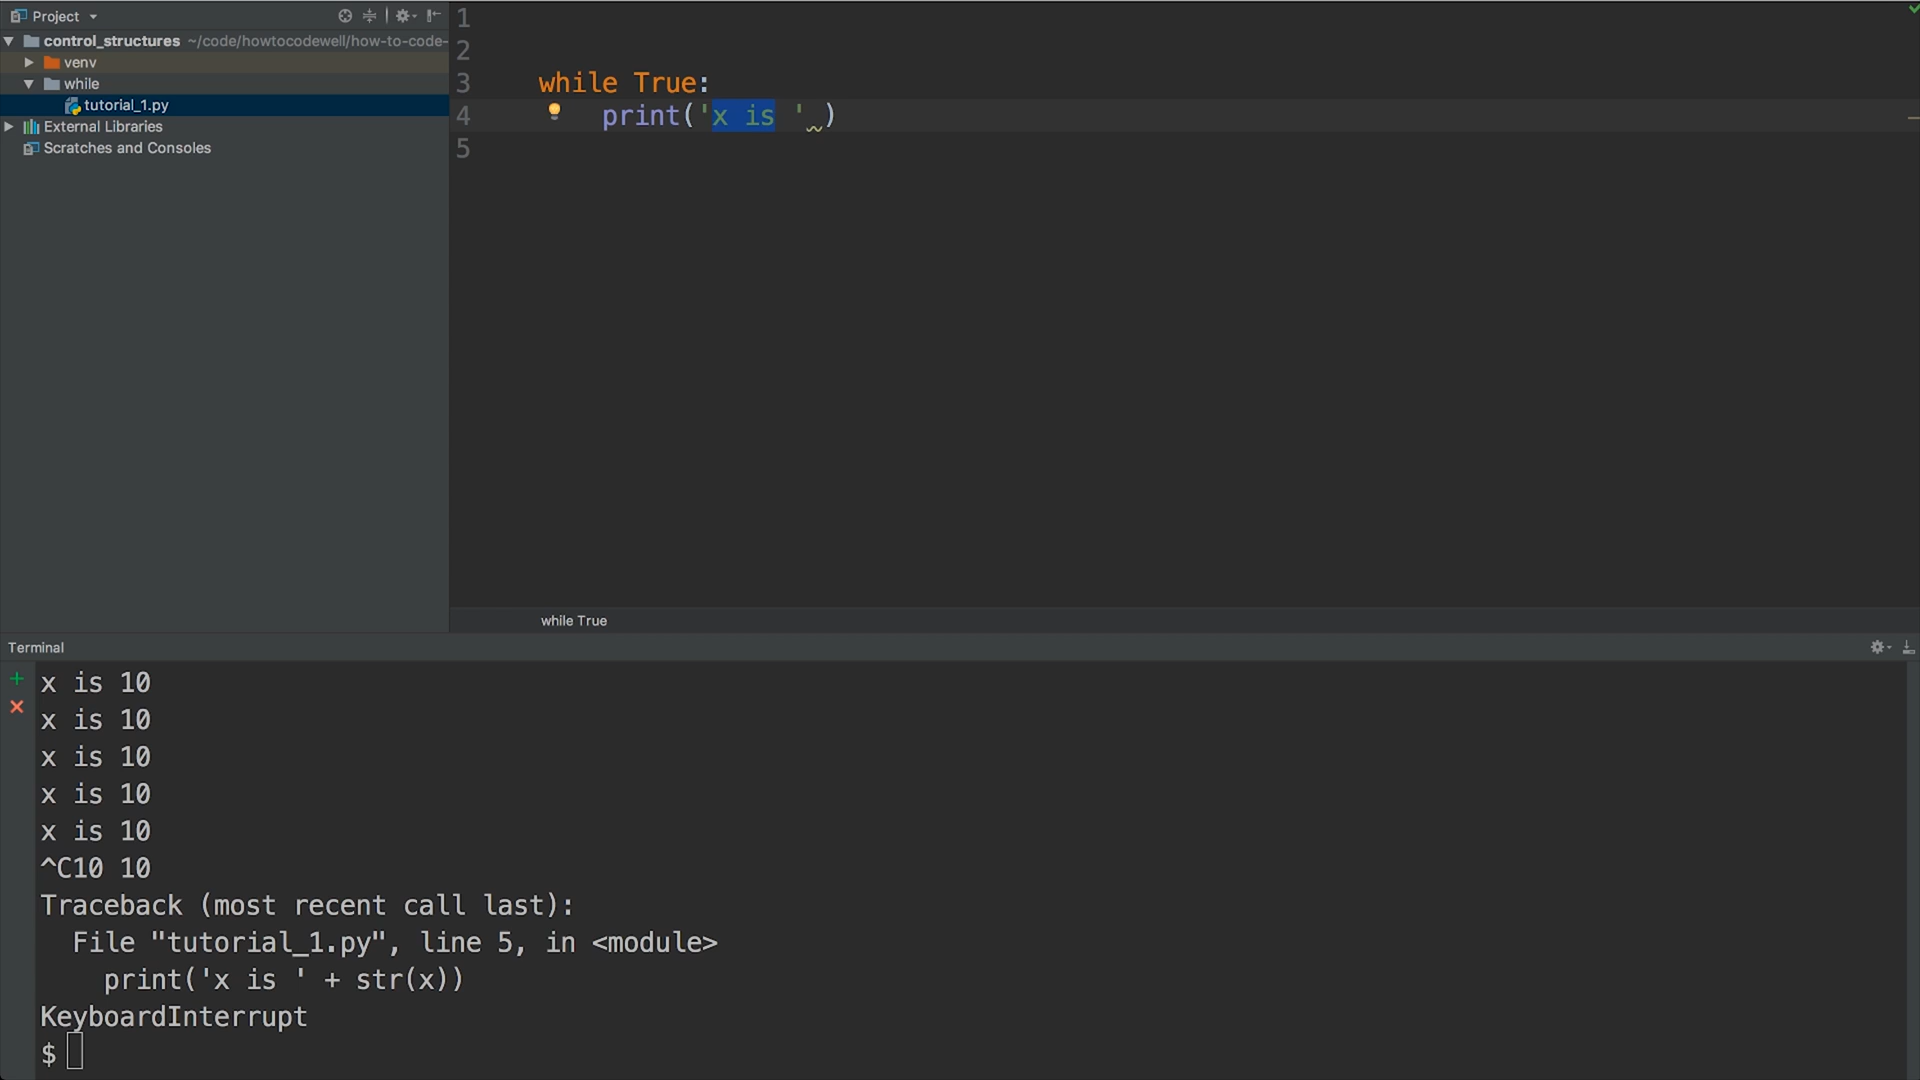 Project
control_structures ~/code/howtocodewell/how-to-code-
venv
while
tutorial_1.py
External Libraries
Scratches and Consoles
1
2
3 while True:
4 print('x is ' )
5
while True
Terminal
x is 10
x is 10
x is 10
x is 10
x is 10
^C10 10
Traceback (most recent call last):
File "tutorial_1.py", line 5, in <module>
print('x is ' + str(x))
KeyboardInterrupt
$